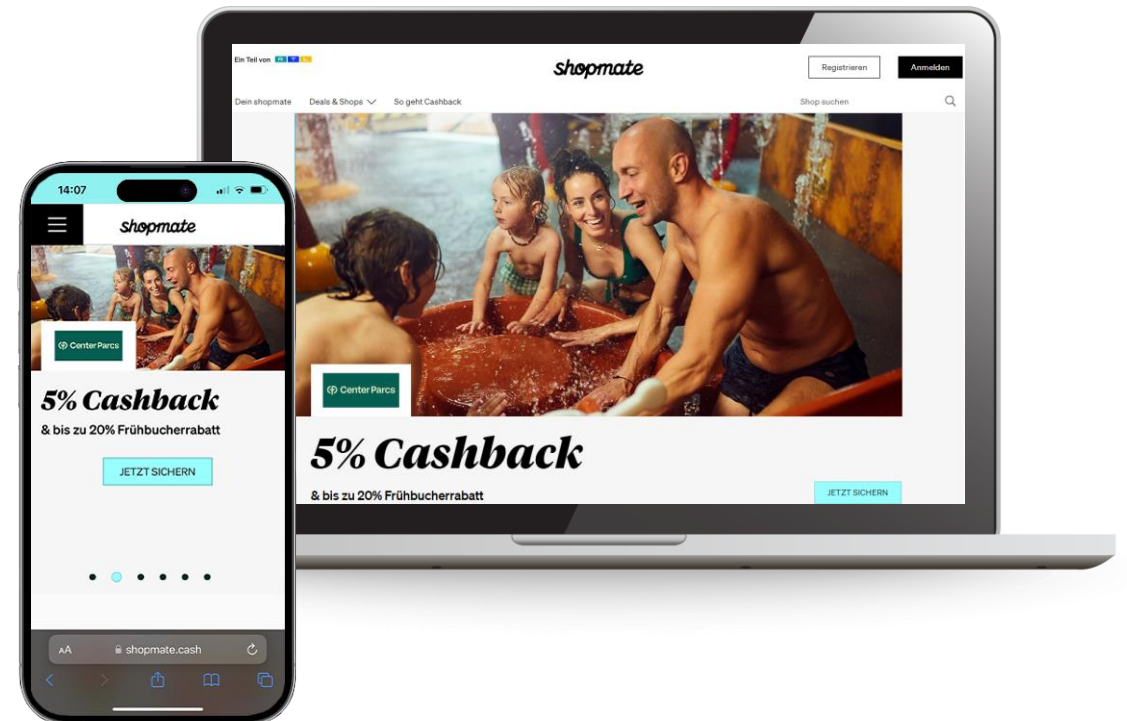 Ein Teil von RTL
shopmate
Registrieren
Anmelden
Dein shopmate
Deals & Shops
So geht Cashback
Shop suchen
Center Parcs
5% Cashback
& bis zu 20% Frühbucherrabatt
JETZT SICHERN
14:07
shopmate
Center Parcs
5% Cashback
& bis zu 20% Frühbucherrabatt
JETZT SICHERN
AA
shopmate.cash